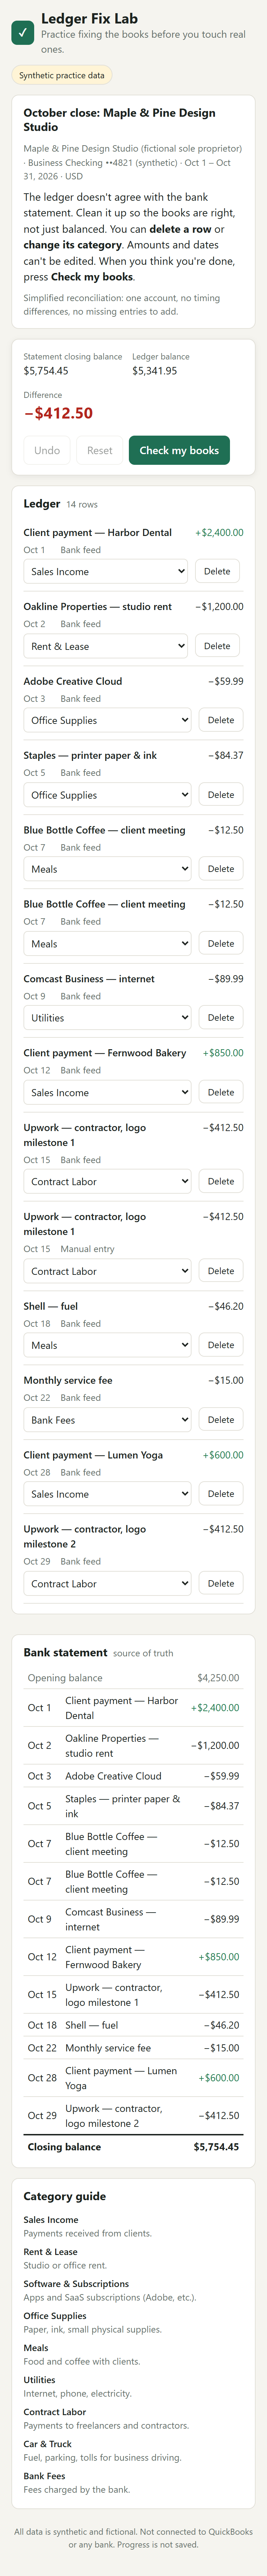 ✓
Ledger Fix Lab
Practice fixing the books before you touch real
ones.
Synthetic practice data
October close: Maple & Pine Design
Studio
Maple & Pine Design Studio (fictional sole proprietor)
· Business Checking ••4821 (synthetic) · Oct 1 – Oct
31, 2026 · USD
The ledger doesn't agree with the bank
statement. Clean it up so the books are right,
not just balanced. You can delete a row or
change its category. Amounts and dates
can't be edited. When you think you're done,
press Check my books.
Simplified reconciliation: one account, no timing
differences, no missing entries to add.
Statement closing balance Ledger balance
$5,754.45 $5,341.95
Difference
−$412.50
Undo Reset Check my books
Ledger 14 rows
Client payment — Harbor Dental +$2,400.00
Oct 1 Bank feed
Sales Income Delete
Oakline Properties — studio rent −$1,200.00
Oct 2 Bank feed
Rent & Lease Delete
Adobe Creative Cloud −$59.99
Oct 3 Bank feed
Office Supplies Delete
Staples — printer paper & ink −$84.37
Oct 5 Bank feed
Office Supplies Delete
Blue Bottle Coffee — client meeting −$12.50
Oct 7 Bank feed
Meals Delete
Blue Bottle Coffee — client meeting −$12.50
Oct 7 Bank feed
Meals Delete
Comcast Business — internet −$89.99
Oct 9 Bank feed
Utilities Delete
Client payment — Fernwood Bakery +$850.00
Oct 12 Bank feed
Sales Income Delete
Upwork — contractor, logo −$412.50
milestone 1
Oct 15 Bank feed
Contract Labor Delete
Upwork — contractor, logo −$412.50
milestone 1
Oct 15 Manual entry
Contract Labor Delete
Shell — fuel −$46.20
Oct 18 Bank feed
Meals Delete
Monthly service fee −$15.00
Oct 22 Bank feed
Bank Fees Delete
Client payment — Lumen Yoga +$600.00
Oct 28 Bank feed
Sales Income Delete
Upwork — contractor, logo −$412.50
milestone 2
Oct 29 Bank feed
Contract Labor Delete
Bank statement source of truth
Opening balance $4,250.00
Oct 1 Client payment — Harbor +$2,400.00
Dental
Oct 2 Oakline Properties — −$1,200.00
studio rent
Oct 3 Adobe Creative Cloud −$59.99
Oct 5 Staples — printer paper & −$84.37
ink
Oct 7 Blue Bottle Coffee — −$12.50
client meeting
Oct 7 Blue Bottle Coffee — −$12.50
client meeting
Oct 9 Comcast Business — −$89.99
internet
Oct 12 Client payment — +$850.00
Fernwood Bakery
Oct 15 Upwork — contractor, −$412.50
logo milestone 1
Oct 18 Shell — fuel −$46.20
Oct 22 Monthly service fee −$15.00
Oct 28 Client payment — Lumen +$600.00
Yoga
Oct 29 Upwork — contractor, −$412.50
logo milestone 2
Closing balance $5,754.45
Category guide
Sales Income
Payments received from clients.
Rent & Lease
Studio or office rent.
Software & Subscriptions
Apps and SaaS subscriptions (Adobe, etc.).
Office Supplies
Paper, ink, small physical supplies.
Meals
Food and coffee with clients.
Utilities
Internet, phone, electricity.
Contract Labor
Payments to freelancers and contractors.
Car & Truck
Fuel, parking, tolls for business driving.
Bank Fees
Fees charged by the bank.
All data is synthetic and fictional. Not connected to QuickBooks
or any bank. Progress is not saved.